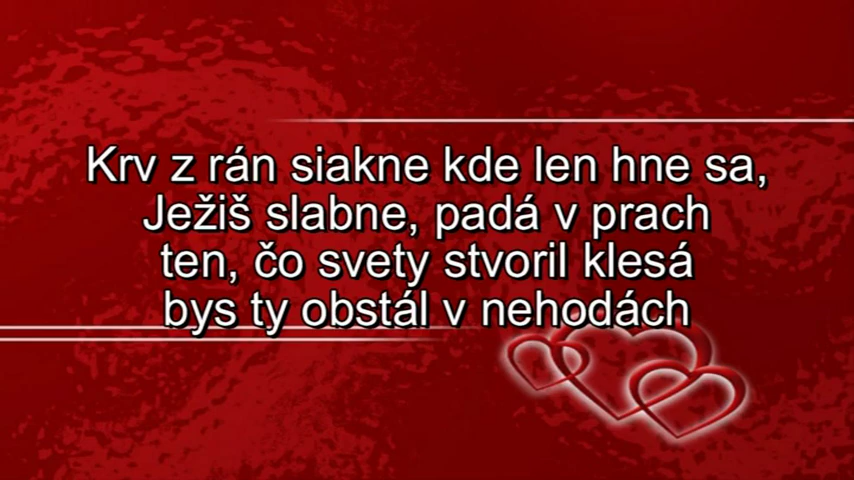 Krv z rán siakne kde len hne sa,
Ježiš slabne, padá v prach
ten, čo svety stvoril klesá
bys ty obstál v nehodách